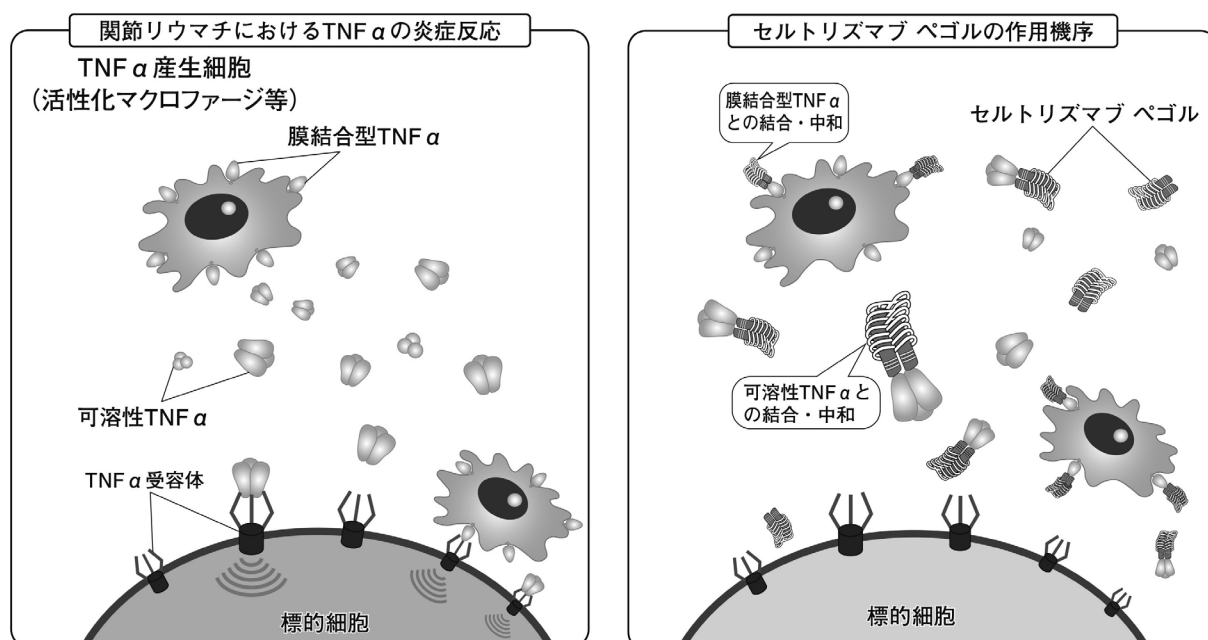 関節リウマチにおけるTNFαの炎症反応
TNFα産生細胞
（活性化マクロファージ等）
膜結合型TNFα
可溶性TNFα
TNFα受容体
標的細胞
セルトリズマブ ペゴルの作用機序
膜結合型TNFα
との結合・中和
セルトリズマブ ペゴル
可溶性TNFαと
の結合・中和
標的細胞